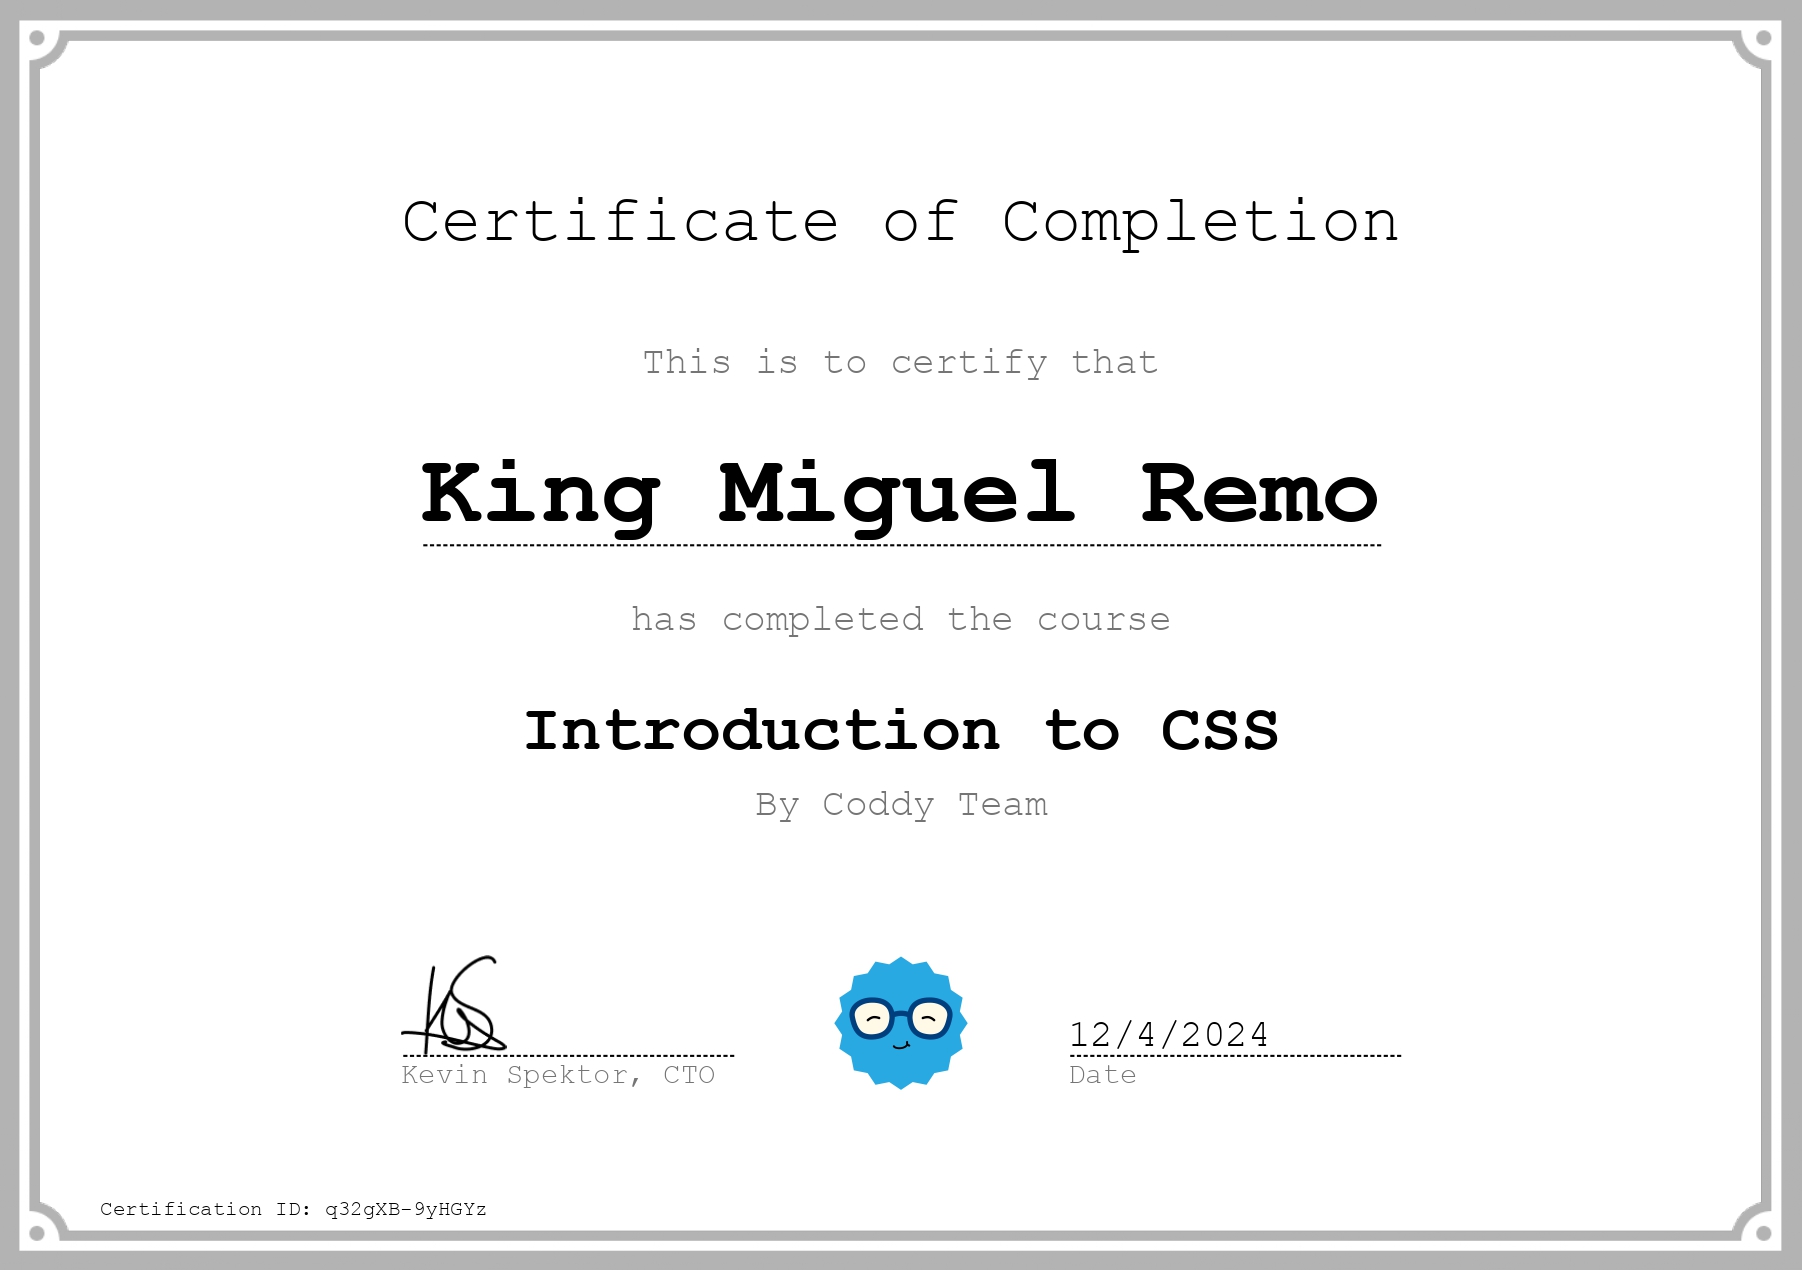 Certificate of Completion
This is to certify that
King Miguel Remo
has completed the course
Introduction to CSS
By Coddy Team
12/4/2024
Kevin Spektor, CTO
Date
Certification ID: q32gXB-9yHGYz